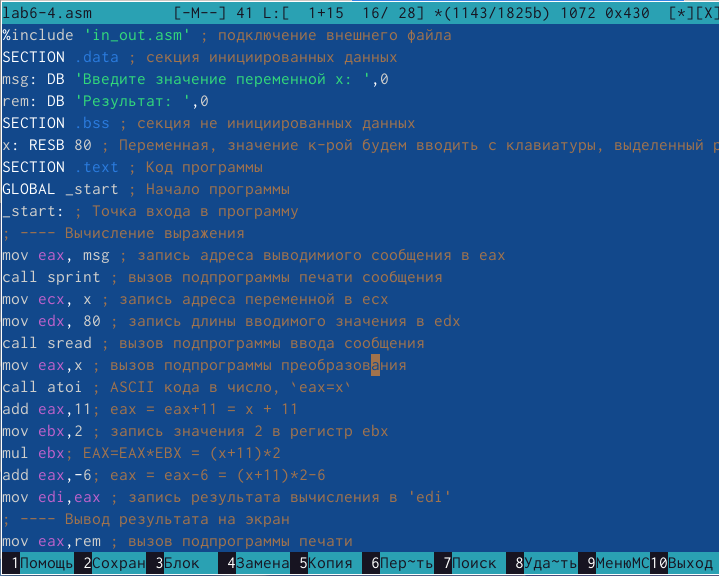 lab6-4.asm [-M--] 41 L:[ 1+15 16/ 28] *(1143/1825b) 1072 0x430 [*][X]
%include 'in_out.asm' ; подключение внешнего файла
SECTION .data ; секция инициированных данных
msg: DB 'Введите значение переменной x: ',0
rem: DB 'Результат: ',0
SECTION .bss ; секция не инициированных данных
x: RESB 80 ; Переменная, значение к-рой будем вводить с клавиатуры, выделенный р
SECTION .text ; Код программы
GLOBAL _start ; Начало программы
_start: ; Точка входа в программу
; ---- Вычисление выражения
mov eax, msg ; запись адреса выводимиого сообщения в eax
call sprint ; вызов подпрограммы печати сообщения
mov ecx, x ; запись адреса переменной в ecx
mov edx, 80 ; запись длины вводимого значения в edx
call sread ; вызов подпрограммы ввода сообщения
mov eax,x ; вызов подпрограммы преобразования
call atoi ; ASCII кода в число, `eax=x`
add eax,11; eax = eax+11 = x + 11
mov ebx,2 ; запись значения 2 в регистр ebx
mul ebx; EAX=EAX*EBX = (x+11)*2
add eax,-6; eax = eax-6 = (x+11)*2-6
mov edi,eax ; запись результата вычисления в 'edi'
; ---- Вывод результата на экран
mov eax,rem ; вызов подпрограммы печати
1Помощь 2Сохран 3Блок 4Замена 5Копия 6Пер~ть 7Поиск 8Уда~ть 9МенюMC 10Выход